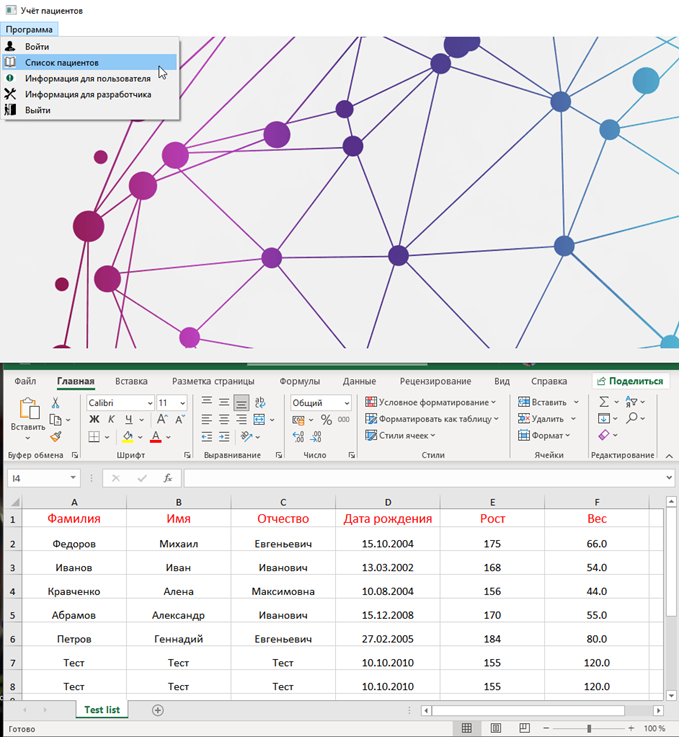 Учёт пациентов
Программа
Войти
Список пациентов
Информация для пользователя
Информация для разработчика
Выйти
Файл Главная Вставка Разметка страницы Формулы Данные Рецензирование Вид Справка Поделиться
Вставить
Calibri 11
Ж К Ч
Общий
% 000
Условное форматирование
Форматировать как таблицу
Стили ячеек
Вставить
Удалить
Формат
Буфер обмена Шрифт Выравнивание Число Стили Ячейки Редактирование
I4 fx
A B C D E F
1 Фамилия Имя Отчество Дата рождения Рост Вес
2 Федоров Михаил Евгеньевич 15.10.2004 175 66.0
3 Иванов Иван Иванович 13.03.2002 168 54.0
4 Кравченко Алена Максимовна 10.08.2004 156 44.0
5 Абрамов Александр Иванович 15.12.2008 170 55.0
6 Петров Геннадий Евгеньевич 27.02.2005 184 80.0
7 Тест Тест Тест 10.10.2010 155 120.0
8 Тест Тест Тест 10.10.2010 155 120.0
Test list
Готово 100 %